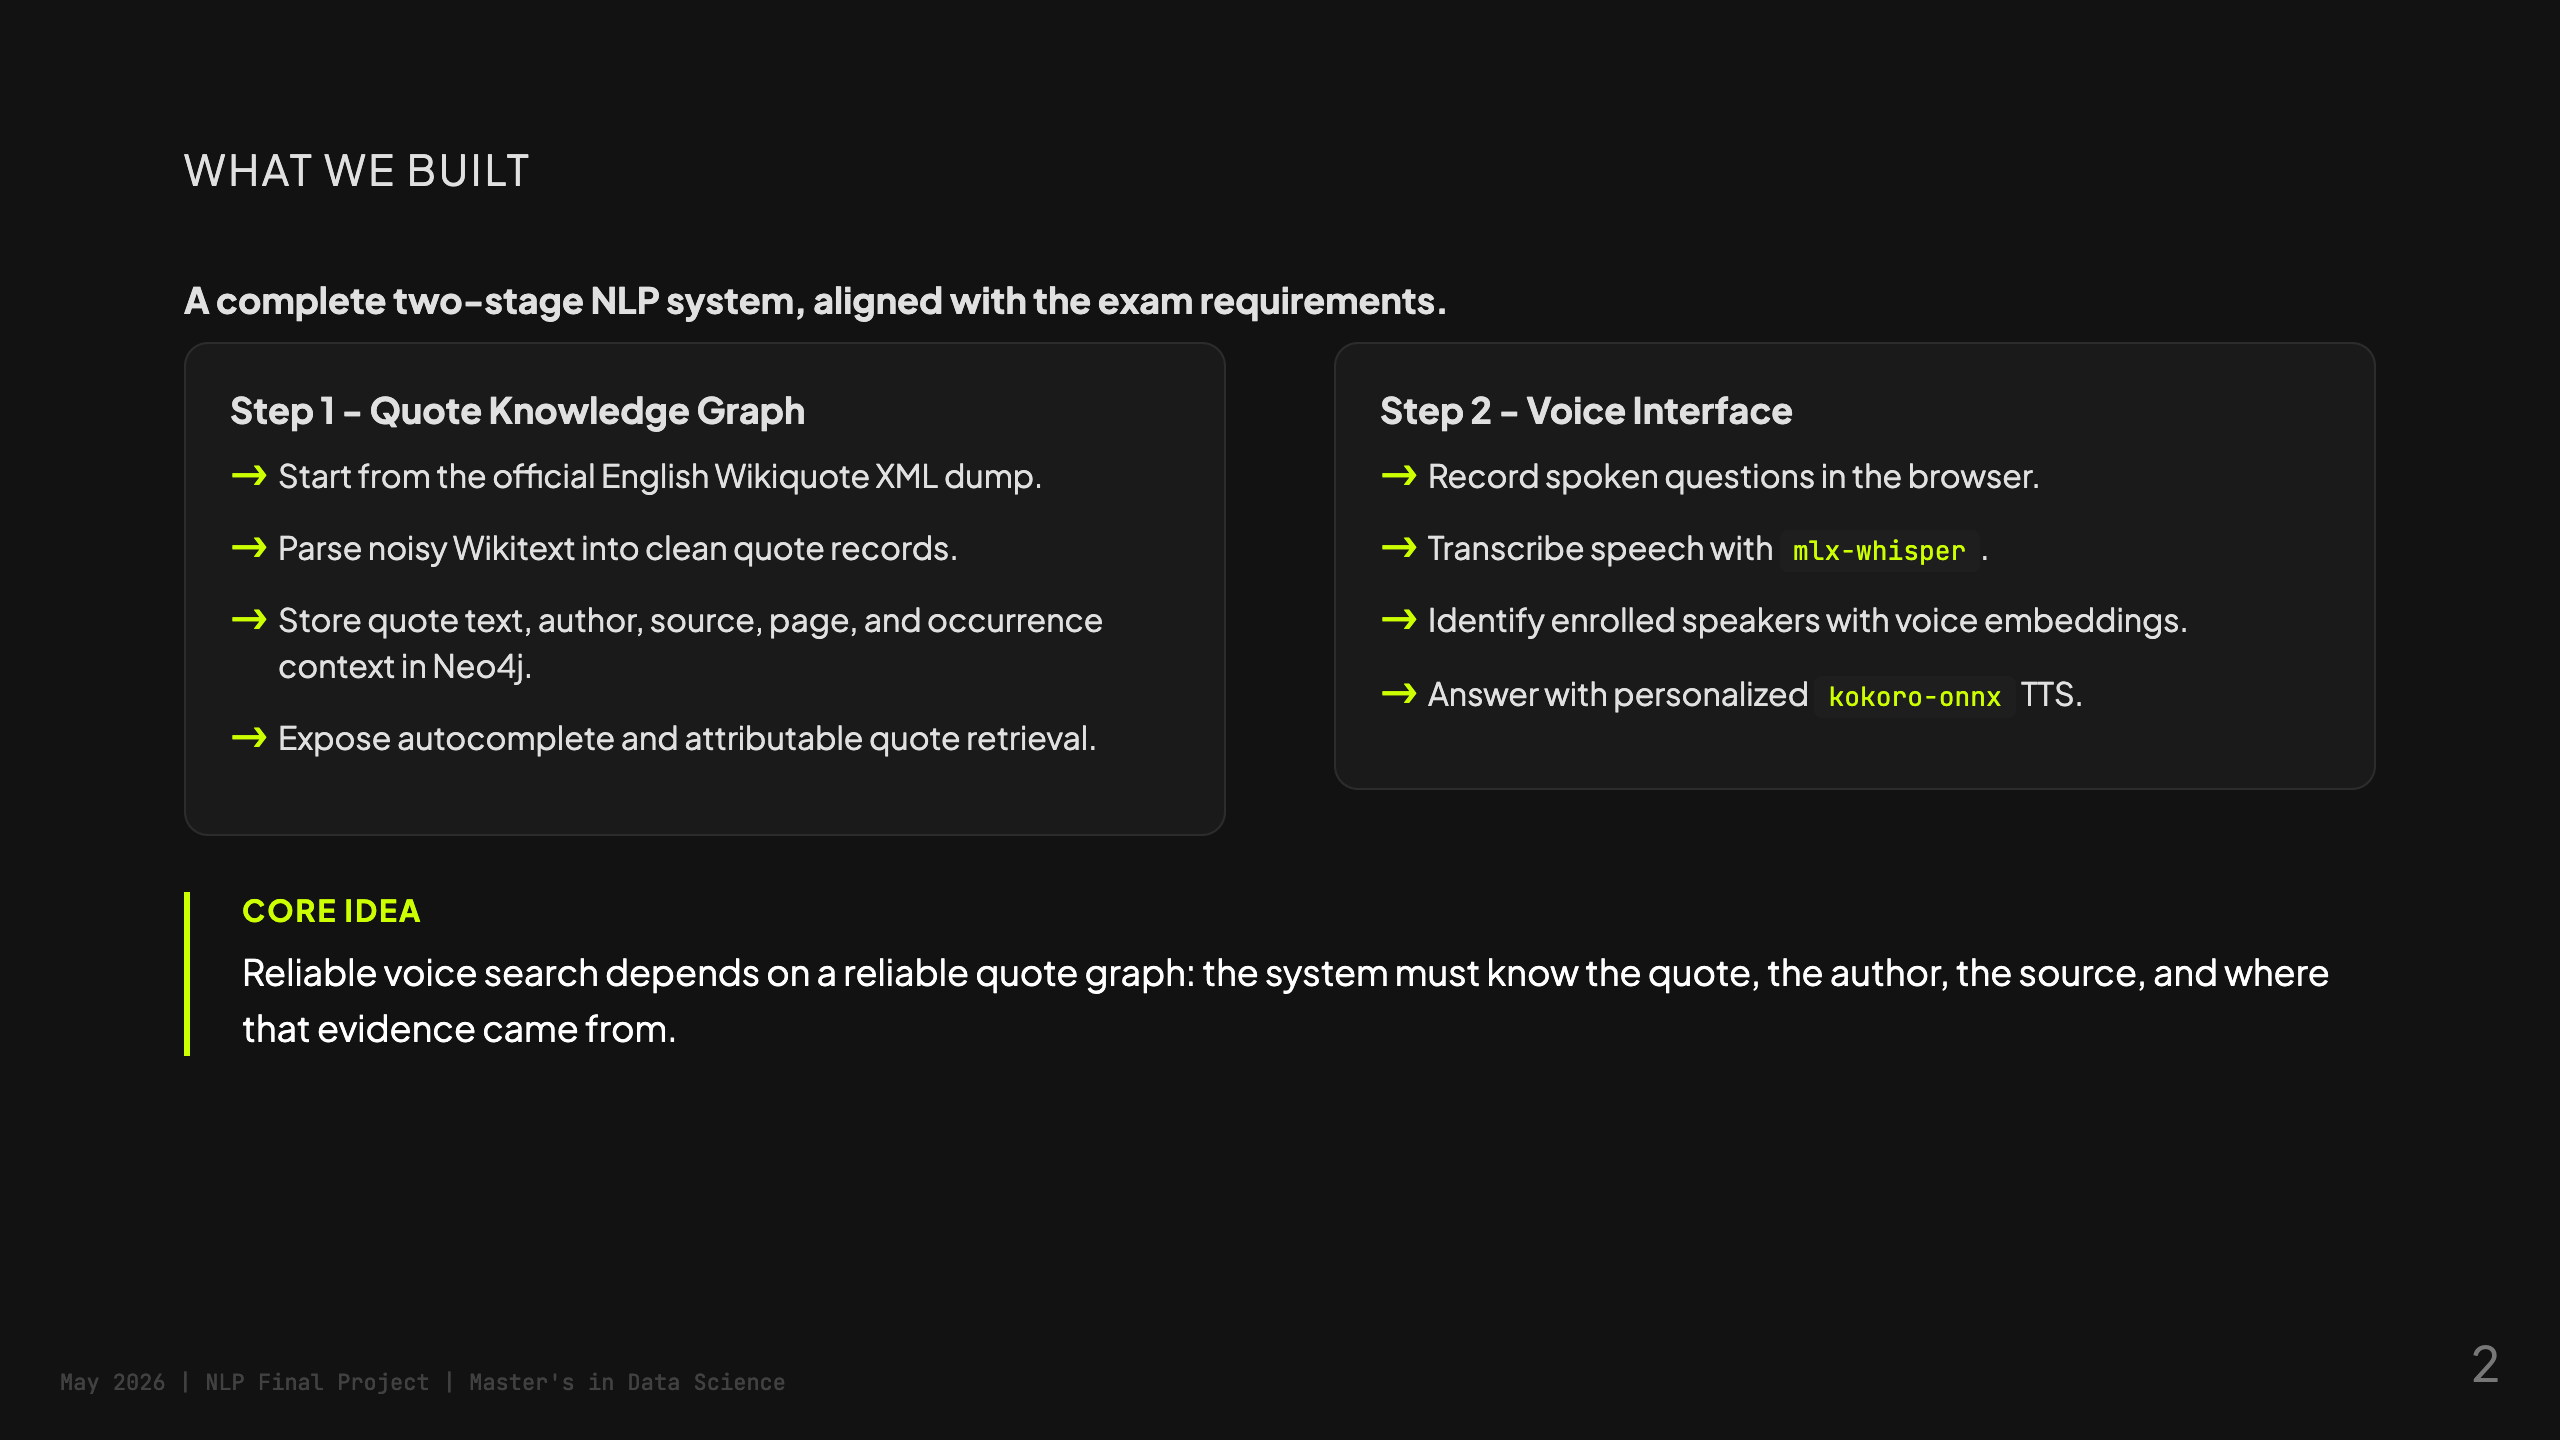 WHAT WE BUILT
A complete two-stage NLP system, aligned with the exam requirements.
Step 1 – Quote Knowledge Graph
→ Start from the official English Wikiquote XML dump.
→ Parse noisy Wikitext into clean quote records.
→ Store quote text, author, source, page, and occurrence
context in Neo4j.
→ Expose autocomplete and attributable quote retrieval.
Step 2 – Voice Interface
→ Record spoken questions in the browser.
→ Transcribe speech with mlx-whisper .
→ Identify enrolled speakers with voice embeddings.
→ Answer with personalized kokoro-onnx TTS.
CORE IDEA
Reliable voice search depends on a reliable quote graph: the system must know the quote, the author, the source, and where
that evidence came from.
May 2026 | NLP Final Project | Master's in Data Science
2